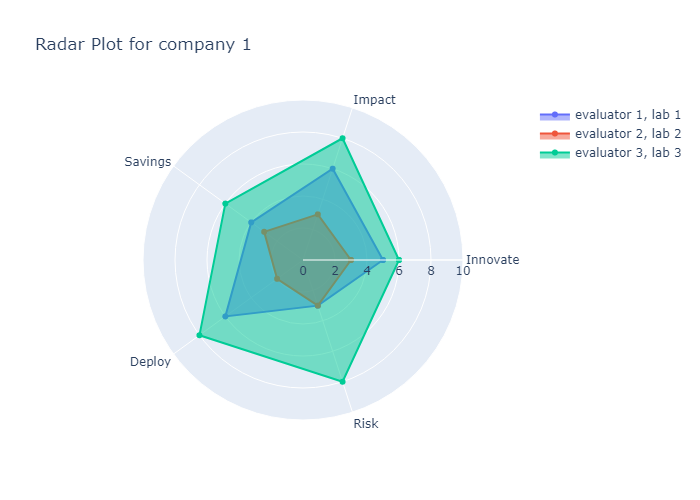 Radar Plot for company 1
Impact
Savings
Innovate
0 2 4 6 8 10
Deploy
Risk
evaluator 1, lab 1
evaluator 2, lab 2
evaluator 3, lab 3